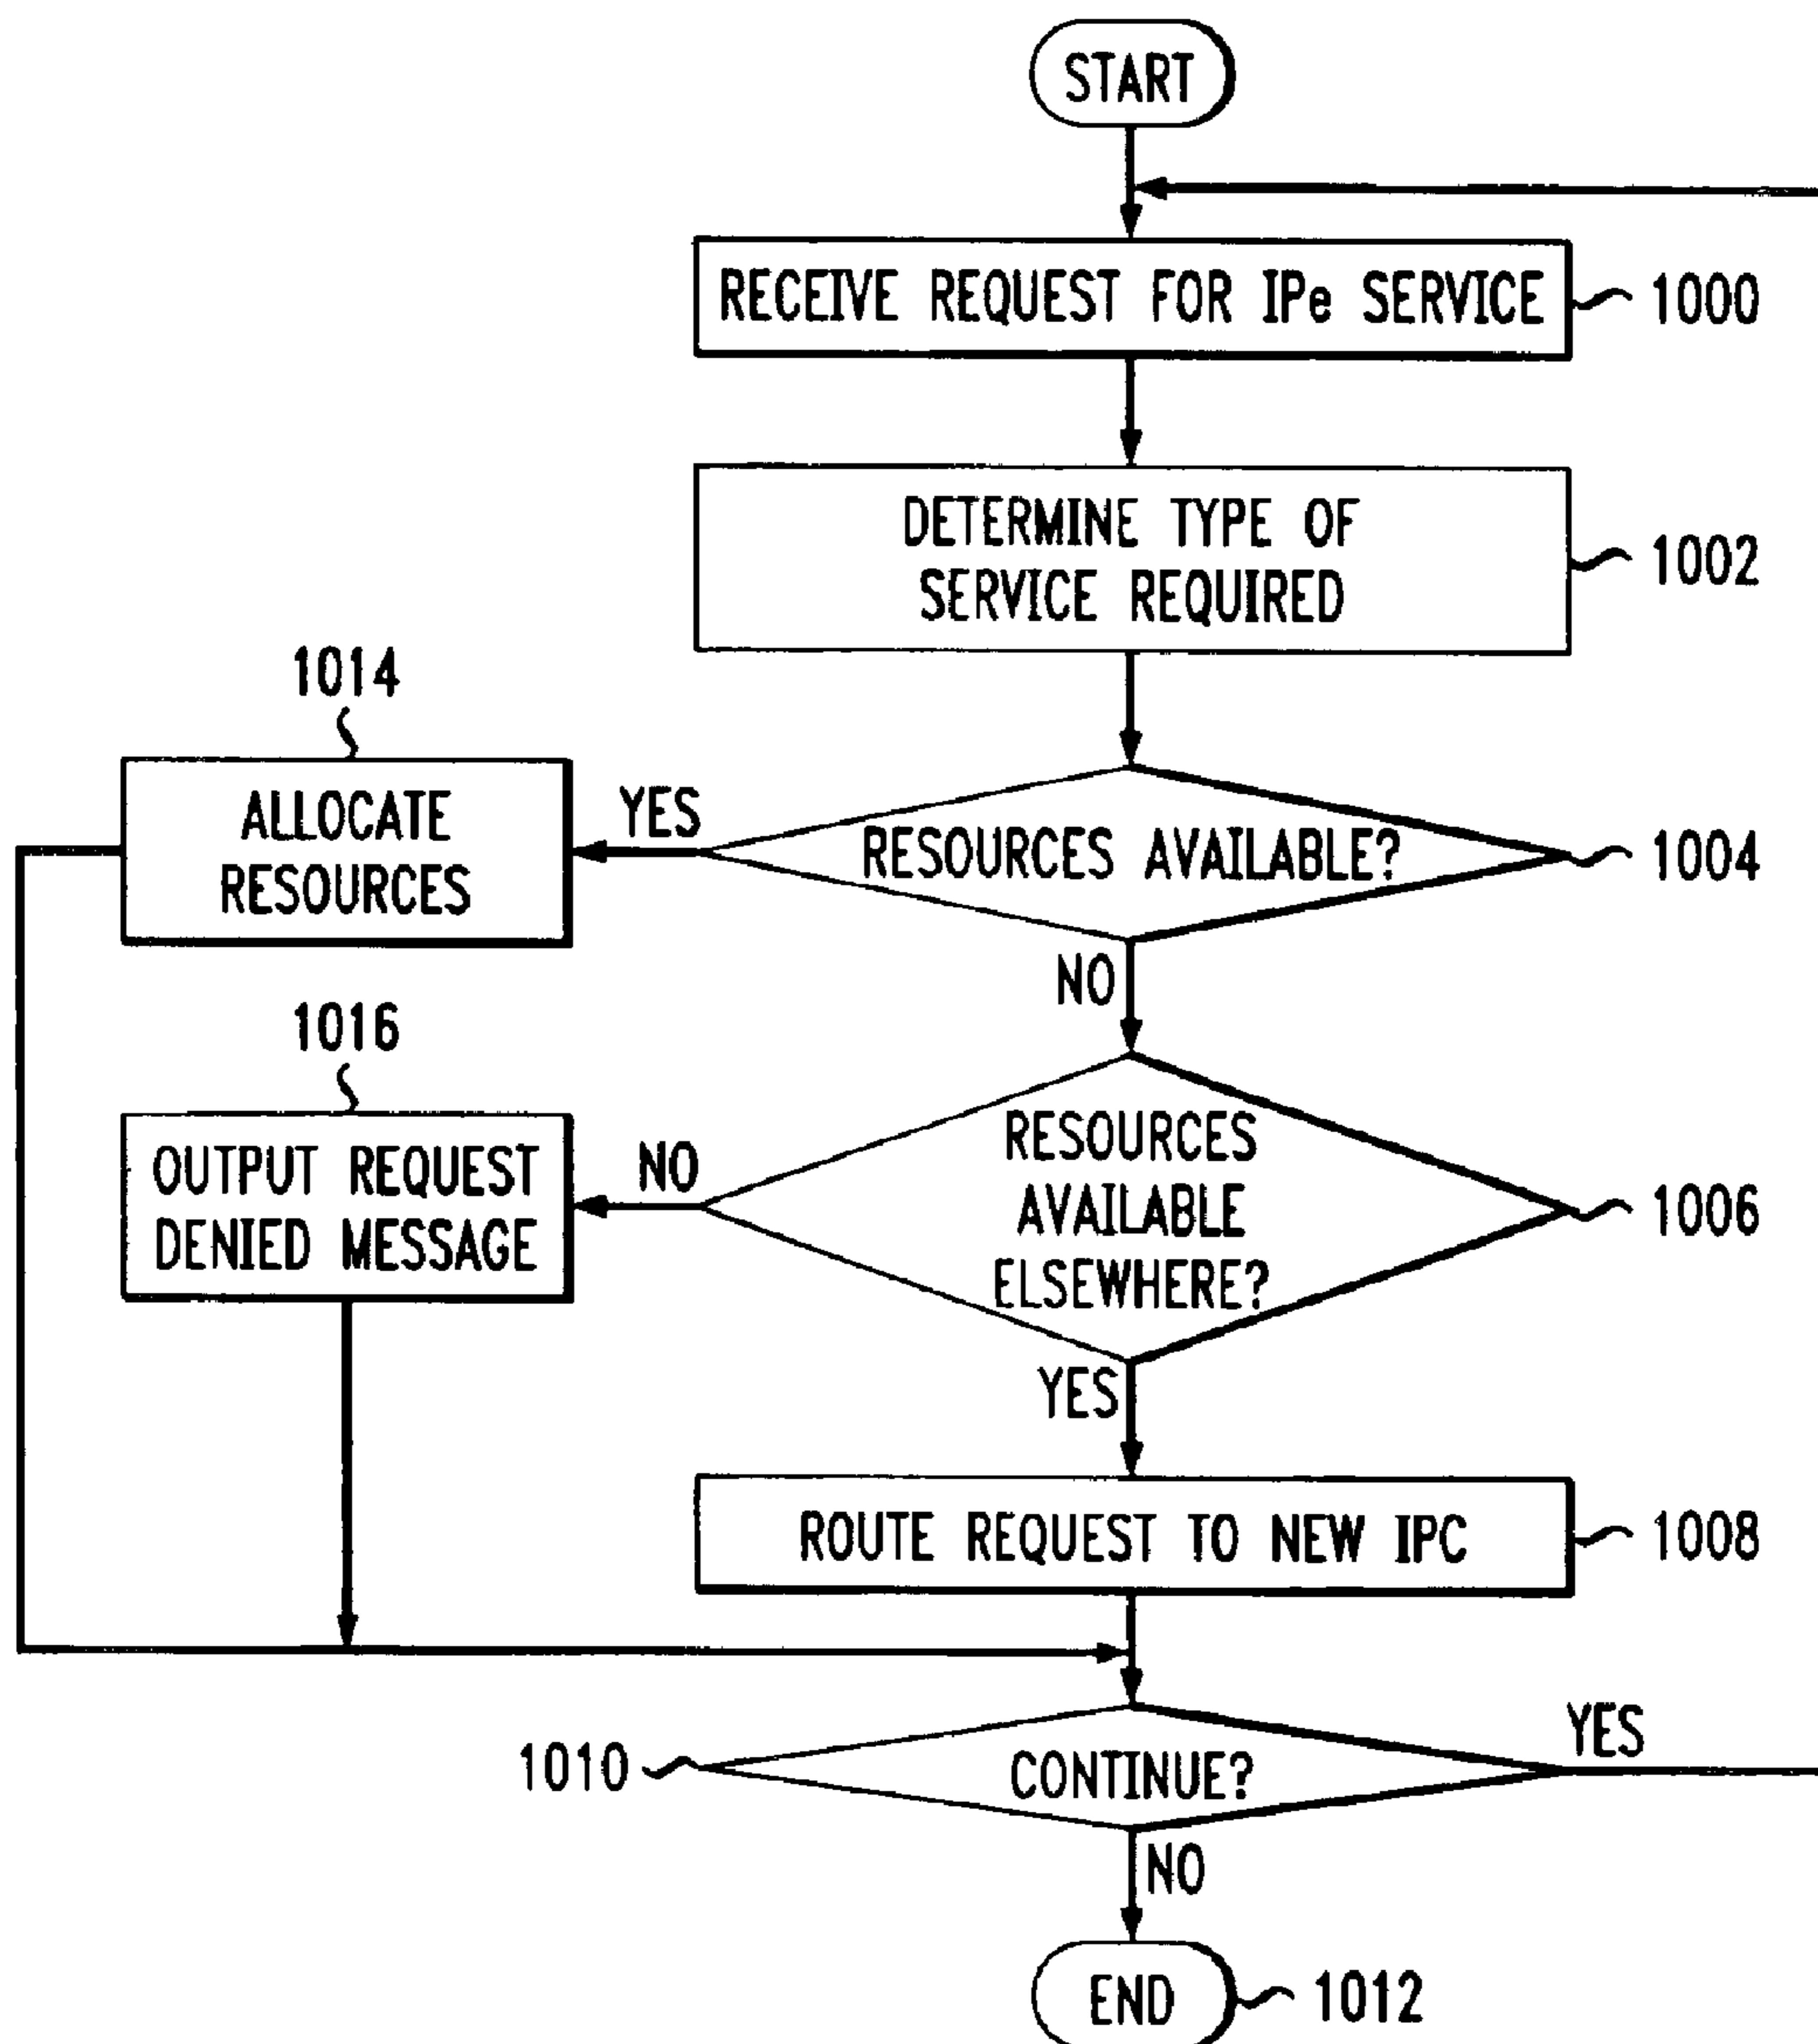 START
RECEIVE REQUEST FOR IPe SERVICE
1000
DETERMINE TYPE OF
SERVICE REQUIRED
1002
1014
ALLOCATE
RESOURCES
YES
RESOURCES AVAILABLE?
1004
NO
1016
OUTPUT REQUEST
DENIED MESSAGE
NO
RESOURCES
AVAILABLE
ELSEWHERE?
1006
YES
ROUTE REQUEST TO NEW IPC
1008
1010
CONTINUE?
YES
NO
END
1012